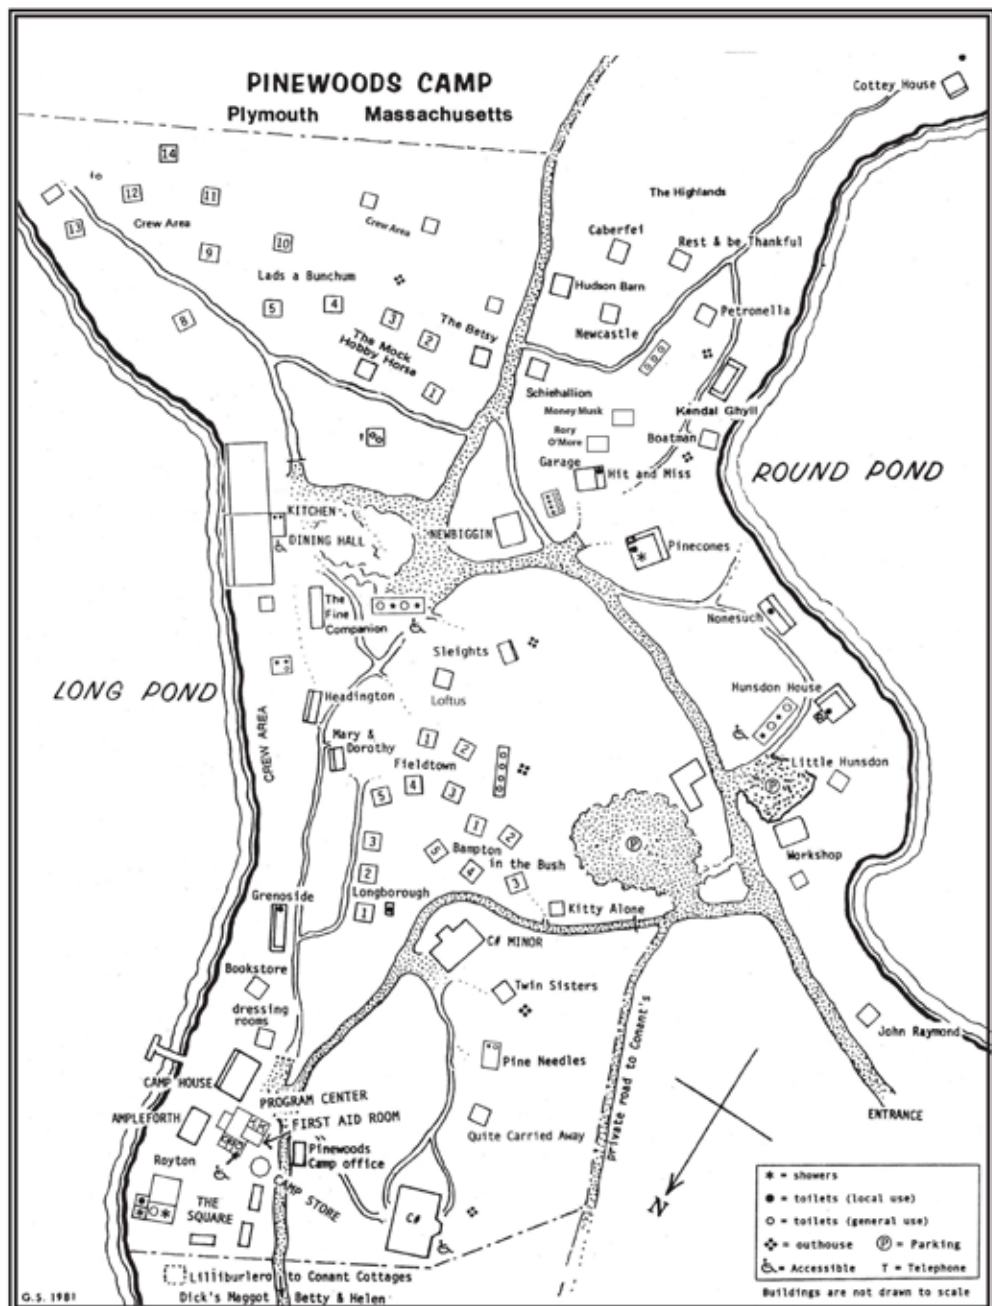 PINEWOODS CAMP
Plymouth Massachusetts
Cottey House
14
12
11
13
Crew Area
Crew Area
The Highlands
Caberfei
Rest & be Thankful
10
9
Lads a Bunchum
Hudson Barn
5
4
3
2
The Betsy
Newcastle
Petronella
8
The Mock
Hobby Horse
1
Schiehallion
Money Musk
Kendal Ghyll
Rory
O'More
Boatman
ROUND POND
Garage
Hit and Miss
KITCHEN
DINING HALL
NEWBIGGIN
Pinecones
The
Fine
Companion
Nonesuch
Sleights
LONG POND
Loftus
Headington
Hunsdon House
CREW AREA
Mary &
Dorothy
1
2
Fieldtown
5
4
3
Little Hunsdon
P
P
3
1
2
5
Bampton
in the Bush
4
3
Workshop
2
Longborough
1
Grenoside
Kitty Alone
C# MINOR
Bookstore
Twin Sisters
dressing
rooms
John Raymond
Pine Needles
CAMP HOUSE
PROGRAM CENTER
private road to Conant's
AMPLEFORTH
FIRST AID ROOM
ENTRANCE
Quite Carried Away
Pinewoods
Camp office
Royton
CAMP STORE
THE
SQUARE
C#
N
* = showers
● = toilets (local use)
○ = toilets (general use)
= outhouse P = Parking
= Accessible T = Telephone
Lilliburlero to Conant Cottages
Dick's Maggot Betty & Helen
G.S. 1981
Buildings are not drawn to scale